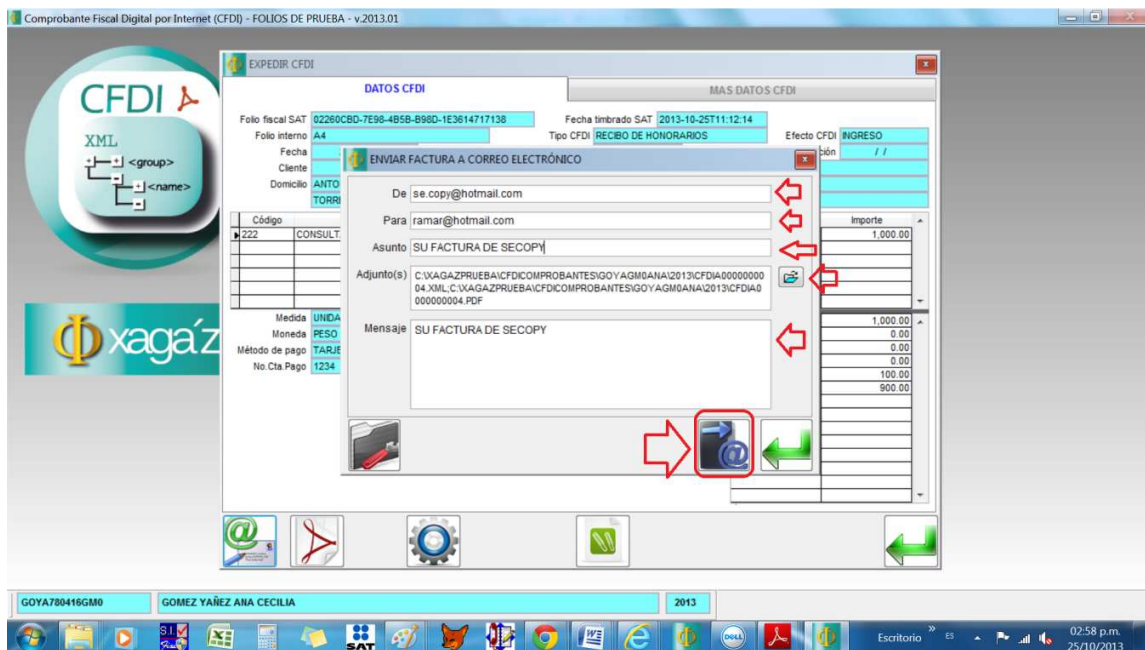 Comprobante Fiscal Digital por Internet (CFDI) - FOLIOS DE PRUEBA - v.2013.01
CFDI
XML
<group>
<name>
xagáz
EXPEDIR CFDI
DATOS CFDI
MAS DATOS CFDI
Folio fiscal SAT 02260CBD-7E98-4B5B-B98D-1E3614717138 Fecha timbrado SAT 2013-10-25T11:12:14
Folio interno A4 Tipo CFDI RECIBO DE HONORARIOS Efecto CFDI INGRESO
Fecha / /
Cliente
Domicilio ANTO
TORR
Código Importe
222 CONSULT 1,000.00
Medida UNIDA 1,000.00
Moneda PESO 0.00
Método de pago TARJE 0.00
No.Cta.Pago 1234 0.00
100.00
900.00
ENVIAR FACTURA A CORREO ELECTRÓNICO
De se.copy@hotmail.com
Para ramar@hotmail.com
Asunto SU FACTURA DE SECOPY
Adjunto(s) C:\XAGAZPRUEBA\CFDICOMPROBANTES\GOYAGM0ANA\2013\CFDIA00000000
04.XML;C:\XAGAZPRUEBA\CFDICOMPROBANTES\GOYAGM0ANA\2013\CFDIA0
000000004.PDF
Mensaje SU FACTURA DE SECOPY
GOYA780416GM0 GOMEZ YAÑEZ ANA CECILIA 2013
S.I.
SAT
DELL
Escritorio » ES 02:58 p.m.
25/10/2013